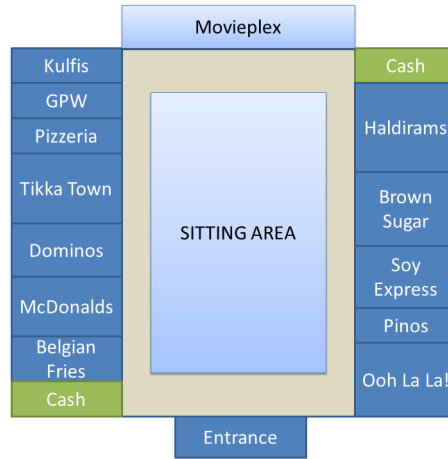 Movieplex
Kulfis
GPW
Pizzeria
Tikka Town
Dominos
McDonalds
Belgian
Fries
Cash
SITTING AREA
Cash
Haldirams
Brown
Sugar
Soy
Express
Pinos
Ooh La La!
Entrance